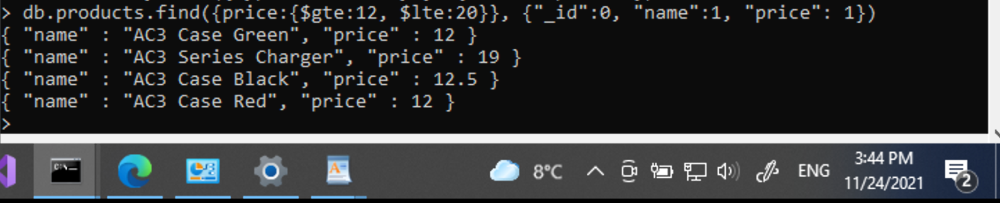 > db.products.find({price:{$gte:12, $lte:20}}, {"_id":0, "name":1, "price": 1})
{ "name" : "AC3 Case Green", "price" : 12 }
{ "name" : "AC3 Series Charger", "price" : 19 }
{ "name" : "AC3 Case Black", "price" : 12.5 }
{ "name" : "AC3 Case Red", "price" : 12 }
>
8°C
ENG
3:44 PM
11/24/2021
2